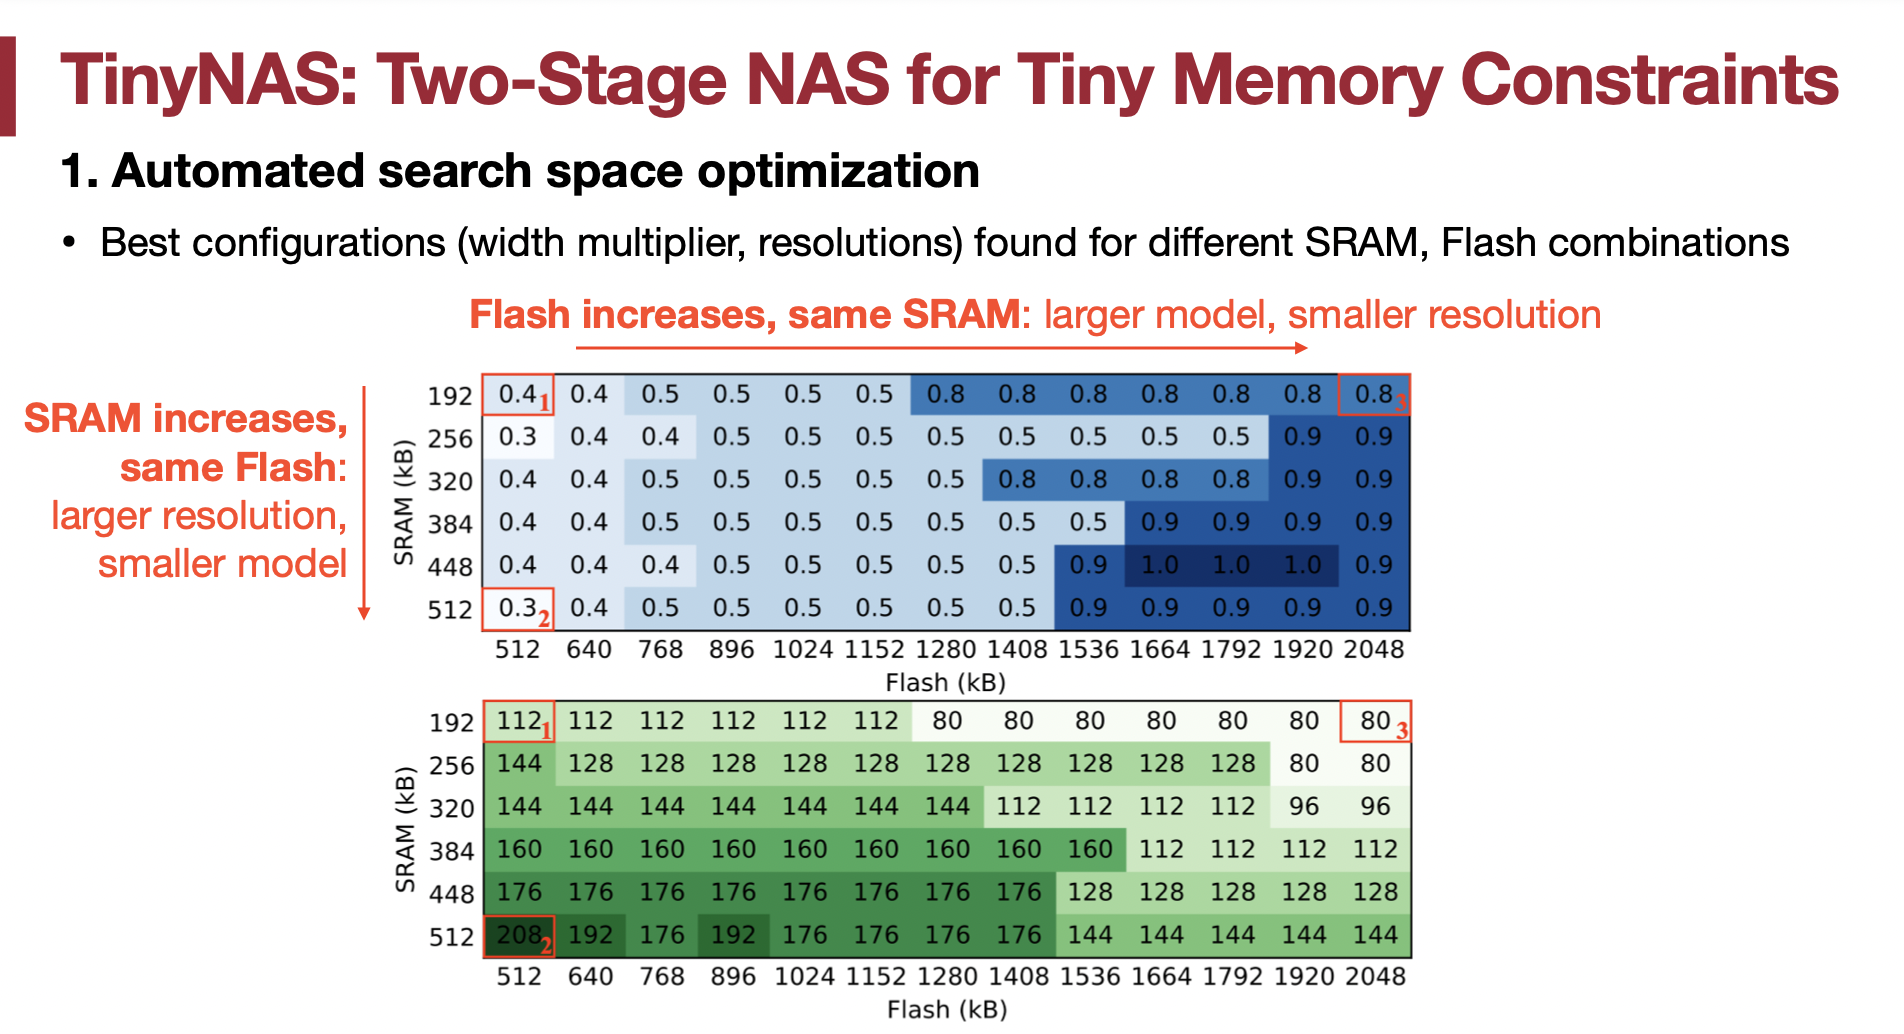 TinyNAS: Two-Stage NAS for Tiny Memory Constraints
1. Automated search space optimization
• Best configurations (width multiplier, resolutions) found for different SRAM, Flash combinations
Flash increases, same SRAM: larger model, smaller resolution
SRAM increases,
same Flash:
larger resolution,
smaller model
SRAM (kB)
192 0.4 1 0.4 0.5 0.5 0.5 0.5 0.8 0.8 0.8 0.8 0.8 0.8 0.8 3
256 0.3 0.4 0.4 0.5 0.5 0.5 0.5 0.5 0.5 0.5 0.5 0.9 0.9
320 0.4 0.4 0.5 0.5 0.5 0.5 0.5 0.8 0.8 0.8 0.8 0.9 0.9
384 0.4 0.4 0.5 0.5 0.5 0.5 0.5 0.5 0.5 0.9 0.9 0.9 0.9
448 0.4 0.4 0.4 0.5 0.5 0.5 0.5 0.5 0.9 1.0 1.0 1.0 0.9
512 0.3 2 0.4 0.5 0.5 0.5 0.5 0.5 0.5 0.9 0.9 0.9 0.9 0.9
512 640 768 896 1024 1152 1280 1408 1536 1664 1792 1920 2048
Flash (kB)
SRAM (kB)
192 112 1 112 112 112 112 112 80 80 80 80 80 80 80 3
256 144 128 128 128 128 128 128 128 128 128 128 80 80
320 144 144 144 144 144 144 144 112 112 112 112 96 96
384 160 160 160 160 160 160 160 160 160 112 112 112 112
448 176 176 176 176 176 176 176 176 128 128 128 128 128
512 208 2 192 176 192 176 176 176 176 144 144 144 144 144
512 640 768 896 1024 1152 1280 1408 1536 1664 1792 1920 2048
Flash (kB)